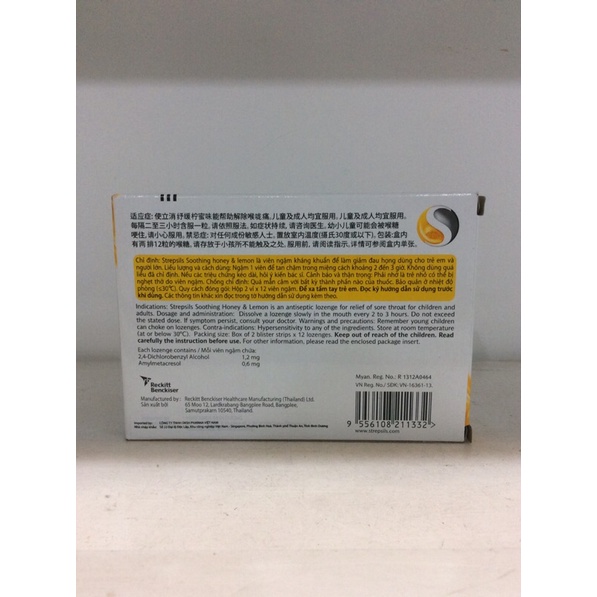 适应症: 使立消 纾缓柠蜜味能帮助解除喉咙痛。儿童及成人均宜服用。儿童及成人均宜服用。
每隔二至三小时含服一粒, 请依照服法, 如症状持续, 请咨询医生, 幼小儿童可能会被喉糖
哽住, 请小心服用, 禁忌症: 对任何成份敏感人士, 置放室内温度(摄氏30度或以下), 包装: 盒内
有两排12粒的喉糖, 请存放于小孩所不能触及之处, 服用前, 请阅读指示, 详情可参阅盒内单张。
Chỉ định: Strepsils Soothing honey & lemon là viên ngậm kháng khuẩn để làm giảm đau họng dùng cho trẻ em và
người lớn. Liều lượng và cách dùng: Ngậm 1 viên để tan chậm trong miệng cách khoảng 2 đến 3 giờ. Không dùng quá
liều đã chỉ định. Nếu các triệu chứng kéo dài, hỏi ý kiến bác sĩ. Cảnh báo và thận trọng: Phải nhớ là trẻ nhỏ có thể bị
nghẹt thở do viên ngậm. Chống chỉ định: Quá mẫn cảm với bất kỳ thành phần nào của thuốc. Bảo quản ở nhiệt độ
phòng (≤30°C). Quy cách đóng gói: Hộp 2 vỉ x 12 viên ngậm. Để xa tầm tay trẻ em. Đọc kỹ hướng dẫn sử dụng trước
khi dùng. Các thông tin khác xin đọc trong tờ hướng dẫn sử dụng kèm theo.
Indications: Strepsils Soothing Honey & Lemon is an antiseptic lozenge for relief of sore throat for children and
adults. Dosage and administration: Dissolve a lozenge slowly in the mouth every 2 to 3 hours. Do not exceed
the stated dose. If symptom persist, consult your doctor. Warnings and precautions: Remember young children
can choke on lozenges. Contra-indications: Hypersensitivity to any of the ingredients. Store at room temperature
(at or below 30°C). Packing size: Box of 2 blister strips x 12 lozenges. Keep out of the reach of children. Read
carefully the instruction before use. For other information, please read the enclosed package insert.
Each lozenge contains / Mỗi viên ngậm chứa:
2,4-Dichlorobenzyl Alcohol 1,2 mg
Amylmetacresol 0,6 mg
Myan. Reg. No.: R 1312A0464
VN Reg. No./ SĐK: VN-16361-13.
Reckitt
Benckiser
Manufactured by : Reckitt Benckiser Healthcare Manufacturing (Thailand) Ltd.
Sản xuất bởi 65 Moo 12, Lardkrabang-Bangplee Road, Bangplee,
Samutprakarn 10540, Thailand.
9 556108 211332 >
www.strepsils.com